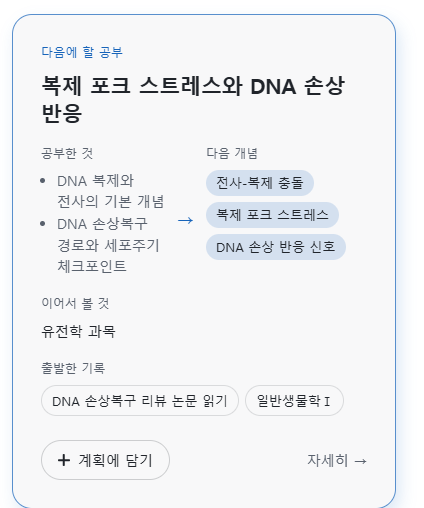 다음에 할 공부
복제 포크 스트레스와 DNA 손상
반응
공부한 것
DNA 복제와
전사의 기본 개념
DNA 손상복구
경로와 세포주기
체크포인트
→
다음 개념
전사-복제 충돌
복제 포크 스트레스
DNA 손상 반응 신호
이어서 볼 것
유전학 과목
출발한 기록
DNA 손상복구 리뷰 논문 읽기
일반생물학 I
+ 계획에 담기
자세히 →